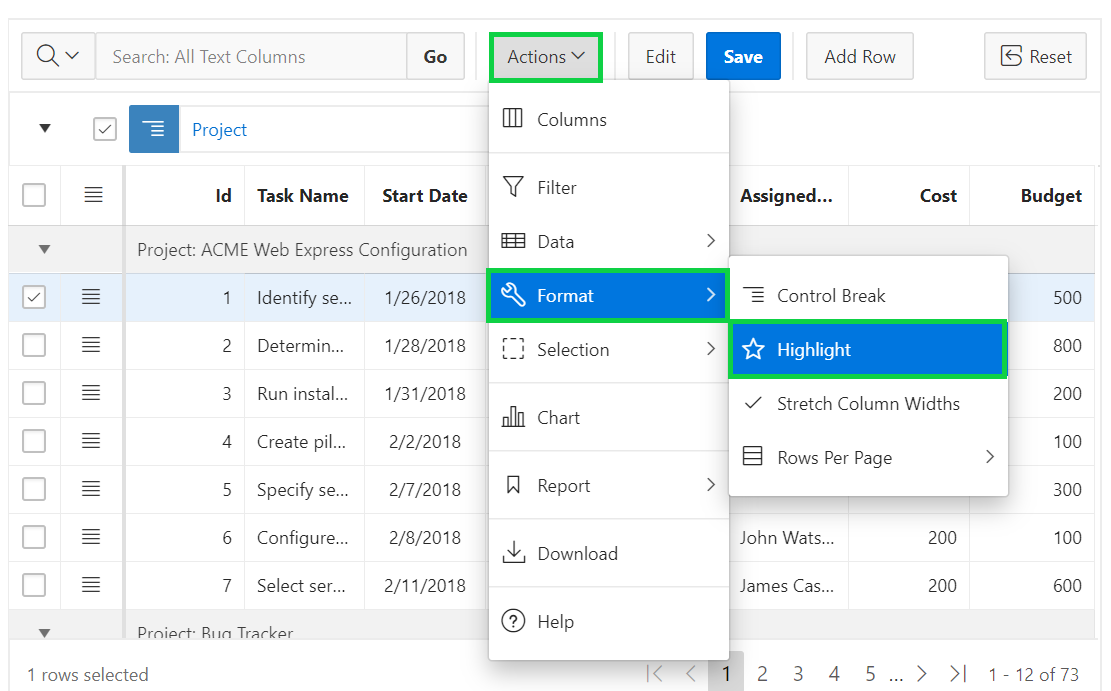 Search: All Text Columns Go Actions Edit Save Add Row Reset
Columns
Project
Filter
Id Task Name Start Date Assigned... Cost Budget
Data
Project: ACME Web Express Configuration
Format Control Break
1 Identify se... 1/26/2018 500
Selection Highlight
2 Determin... 1/28/2018 800
3 Run instal... 1/31/2018 200
Stretch Column Widths
Chart
4 Create pil... 2/2/2018 100
Rows Per Page
Report
5 Specify se... 2/7/2018 300
6 Configure... 2/8/2018 John Wats... 200 100
Download
7 Select ser... 2/11/2018 James Cas... 200 600
Help
Project: Bug Tracker
1 rows selected 1 2 3 4 5 ... 1 - 12 of 73